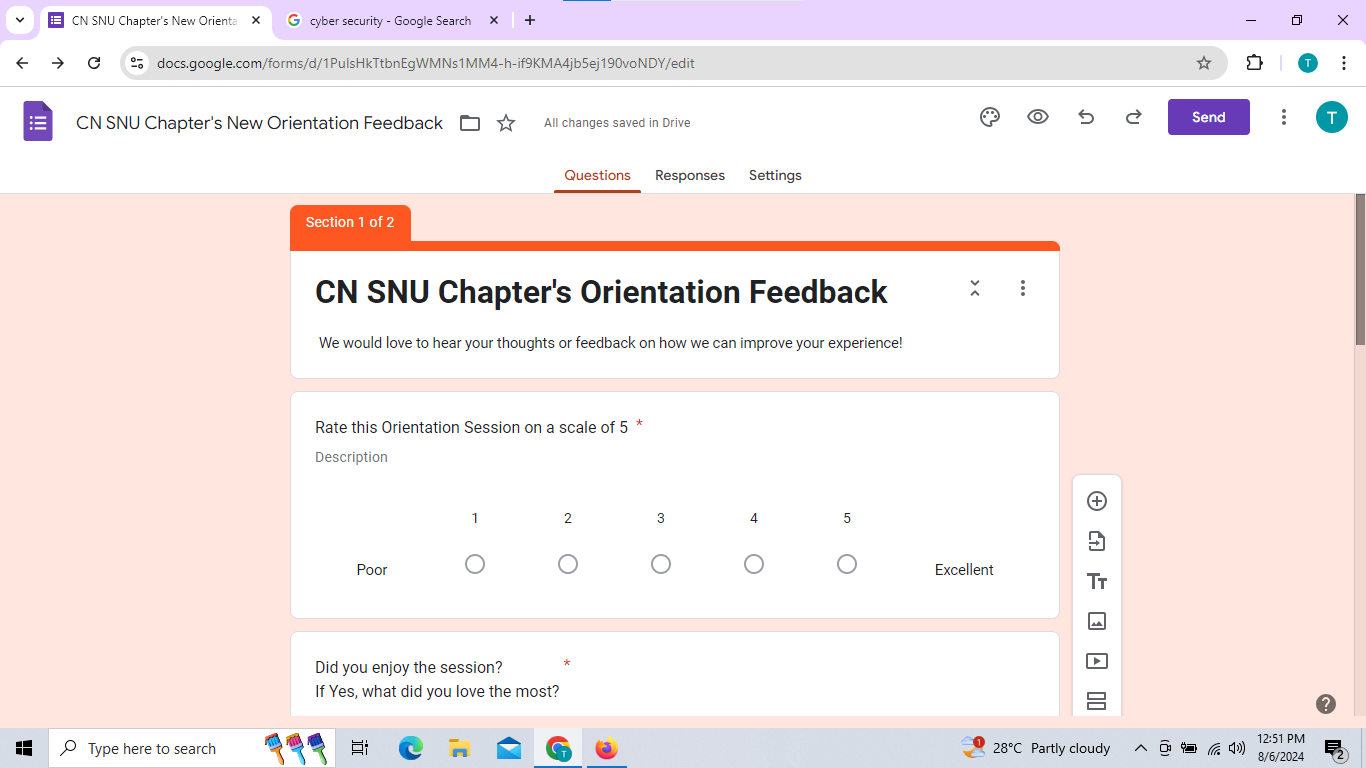 CN SNU Chapter's New Orienta
cyber security - Google Search
docs.google.com/forms/d/1PulsHkTtbnEgWMNs1MM4-h-if9KMA4jb5ej190voNDY/edit
T
CN SNU Chapter's New Orientation Feedback
All changes saved in Drive
Send
T
Questions
Responses
Settings
Section 1 of 2
CN SNU Chapter's Orientation Feedback
We would love to hear your thoughts or feedback on how we can improve your experience!
Rate this Orientation Session on a scale of 5 *
Description
1 2 3 4 5
Poor Excellent
Did you enjoy the session? *
If Yes, what did you love the most?
Type here to search
T
1
28°C Partly cloudy
12:51 PM
8/6/2024
2